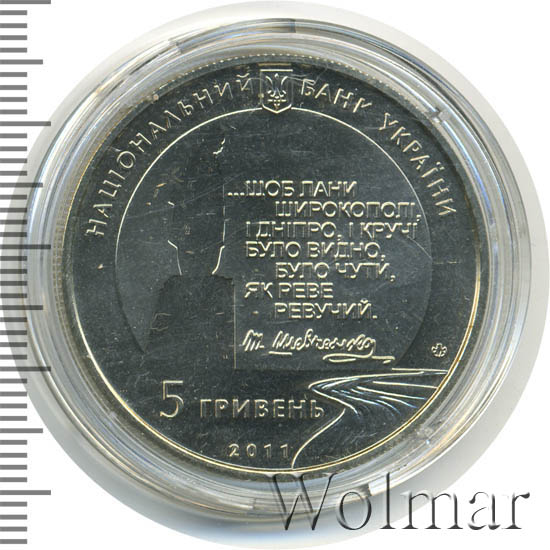 НАЦІОНАЛЬНИЙ БАНК УКРАЇНИ
...ЩОБ ЛАНИ
ШИРОКОПОЛІ,
І ДНІПРО, І КРУЧІ
БУЛО ВИДНО,
БУЛО ЧУТИ,
ЯК РЕВЕ
РЕВУЧИЙ.
Т Шевченко
5 ГРИВЕНЬ
2011
Wolmar